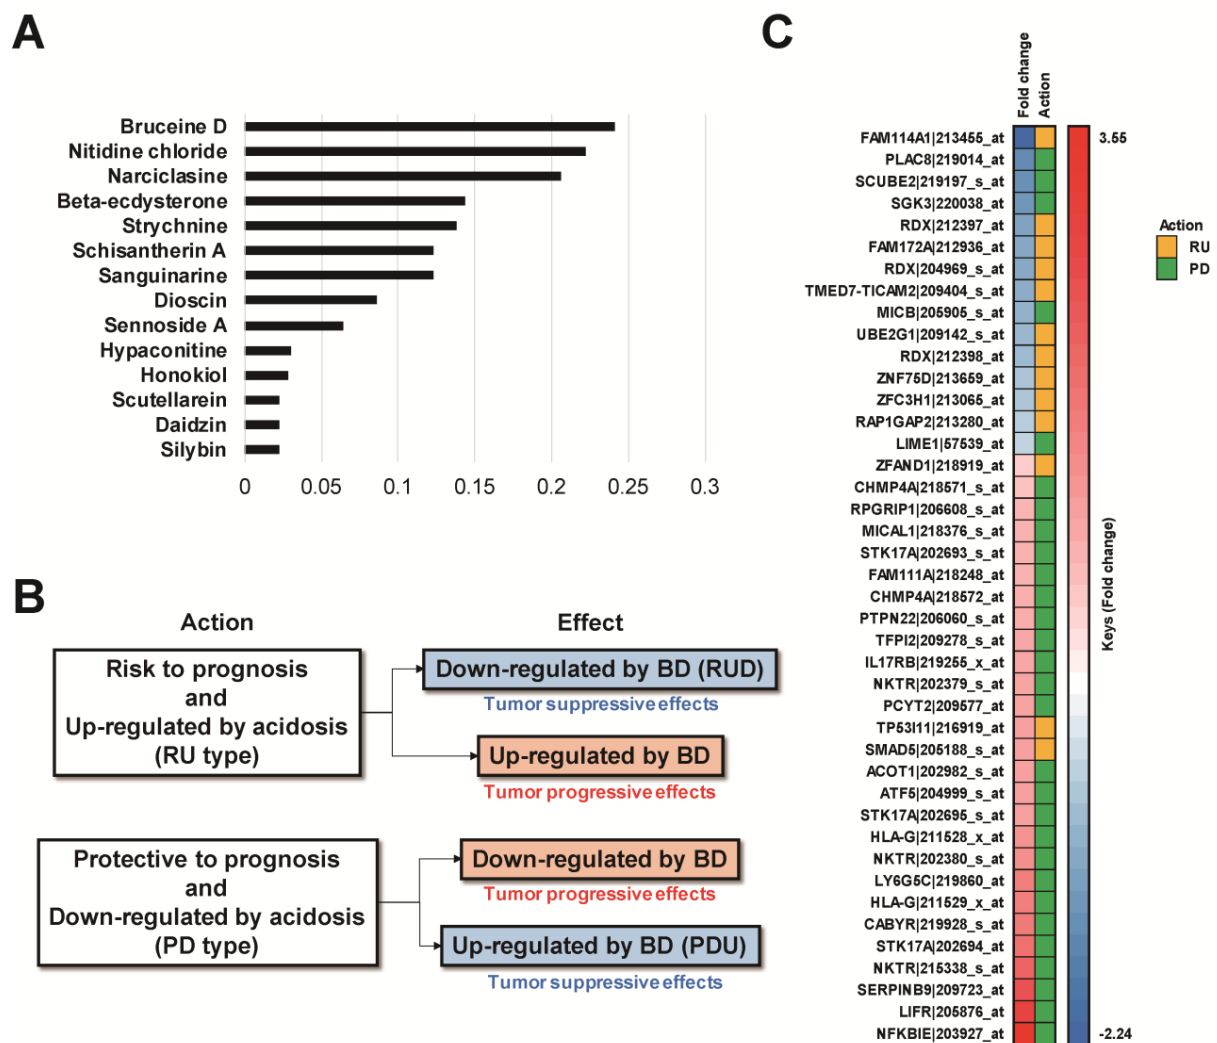 A
Bruceine D
Nitidine chloride
Narciclasine
Beta-ecdysterone
Strychnine
Schisantherin A
Sanguinarine
Dioscin
Sennoside A
Hypaconitine
Honokiol
Scutellarein
Daidzin
Silybin
0 0.05 0.1 0.15 0.2 0.25 0.3
B
Action
Effect
Risk to prognosis
and
Up-regulated by acidosis
(RU type)
Down-regulated by BD (RUD)
Tumor suppressive effects
Up-regulated by BD
Tumor progressive effects
Protective to prognosis
and
Down-regulated by acidosis
(PD type)
Down-regulated by BD
Tumor progressive effects
Up-regulated by BD (PDU)
Tumor suppressive effects
C
Fold change
Action
FAM114A1|213455_at
PLAC8|219014_at
SCUBE2|219197_s_at
SGK3|220038_at
RDX|212397_at
FAM172A|212936_at
RDX|204969_s_at
TMED7-TICAM2|209404_s_at
MICB|205905_s_at
UBE2G1|209142_s_at
RDX|212398_at
ZNF75D|213659_at
ZFC3H1|213065_at
RAP1GAP2|213280_at
LIME1|57539_at
ZFAND1|218919_at
CHMP4A|218571_s_at
RPGRIP1|206608_s_at
MICAL1|218376_s_at
STK17A|202693_s_at
FAM111A|218248_at
CHMP4A|218572_at
PTPN22|206060_s_at
TFPI2|209278_s_at
IL17RB|219255_x_at
NKTR|202379_s_at
PCYT2|209577_at
TP53I11|216919_at
SMAD5|205188_s_at
ACOT1|202982_s_at
ATF5|204999_s_at
STK17A|202695_s_at
HLA-G|211528_x_at
NKTR|202380_s_at
LY6G5C|219860_at
HLA-G|211529_x_at
CABYR|219928_s_at
STK17A|202694_at
NKTR|215338_s_at
SERPINB9|209723_at
LIFR|205876_at
NFKBIE|203927_at
3.55
Keys (Fold change)
-2.24
Action
RU
PD